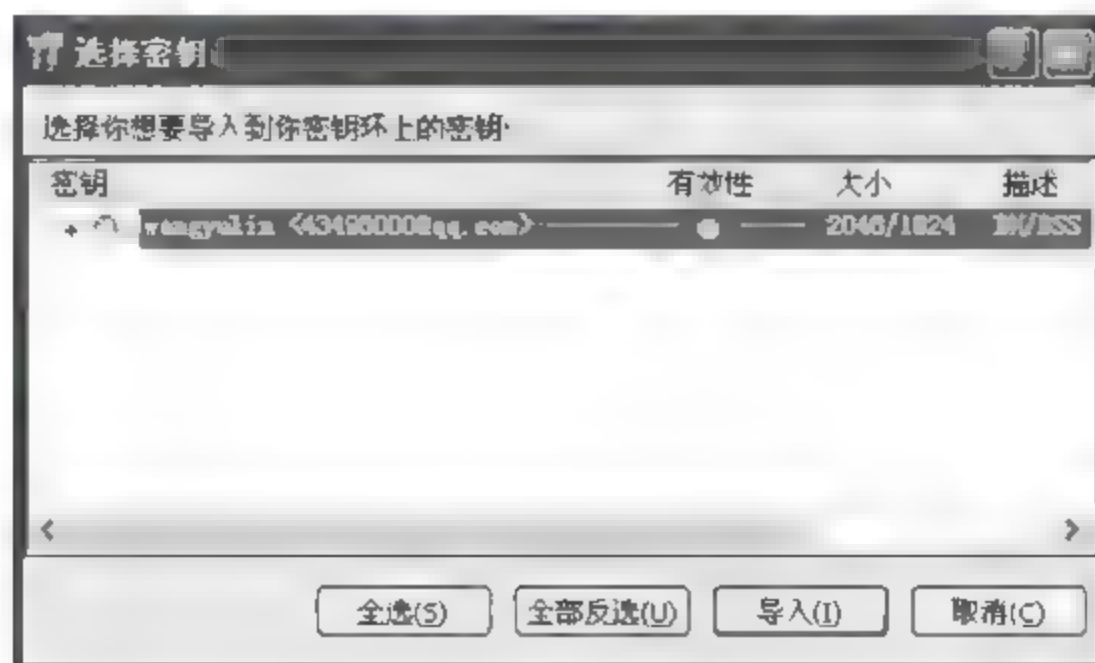 选择密钥
选择你想要导入到你密钥环上的密钥
密钥 有效性 大小 描述
2048/1024 DH/DSS
全选(S) 全部反选(U) 导入(I) 取消(C)